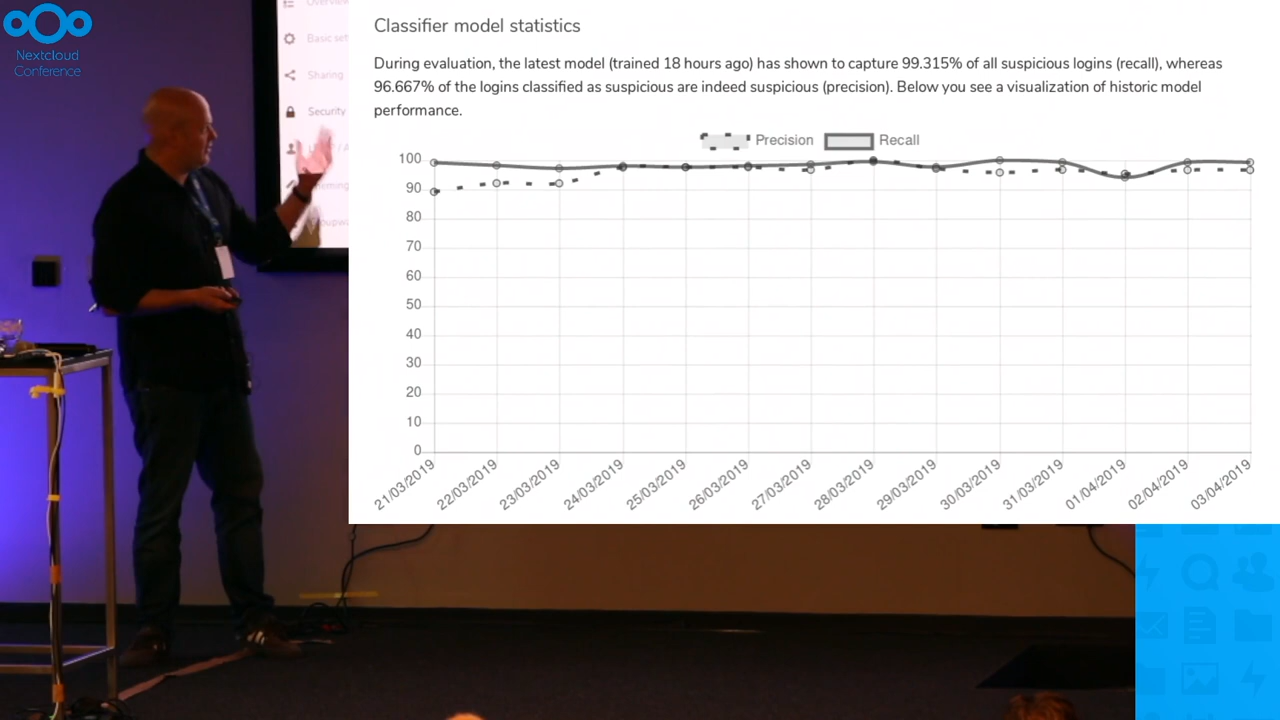 Nextcloud
Conference
Overview
Basic set
Sharing
Security
Classifier model statistics
During evaluation, the latest model (trained 18 hours ago) has shown to capture 99.315% of all suspicious logins (recall), whereas
96.667% of the logins classified as suspicious are indeed suspicious (precision). Below you see a visualization of historic model
performance.
Precision Recall
100
90
80
70
60
50
40
30
20
10
0
21/03/2019 22/03/2019 23/03/2019 24/03/2019 25/03/2019 26/03/2019 27/03/2019 28/03/2019 29/03/2019 30/03/2019 31/03/2019 01/04/2019 02/04/2019 03/04/2019